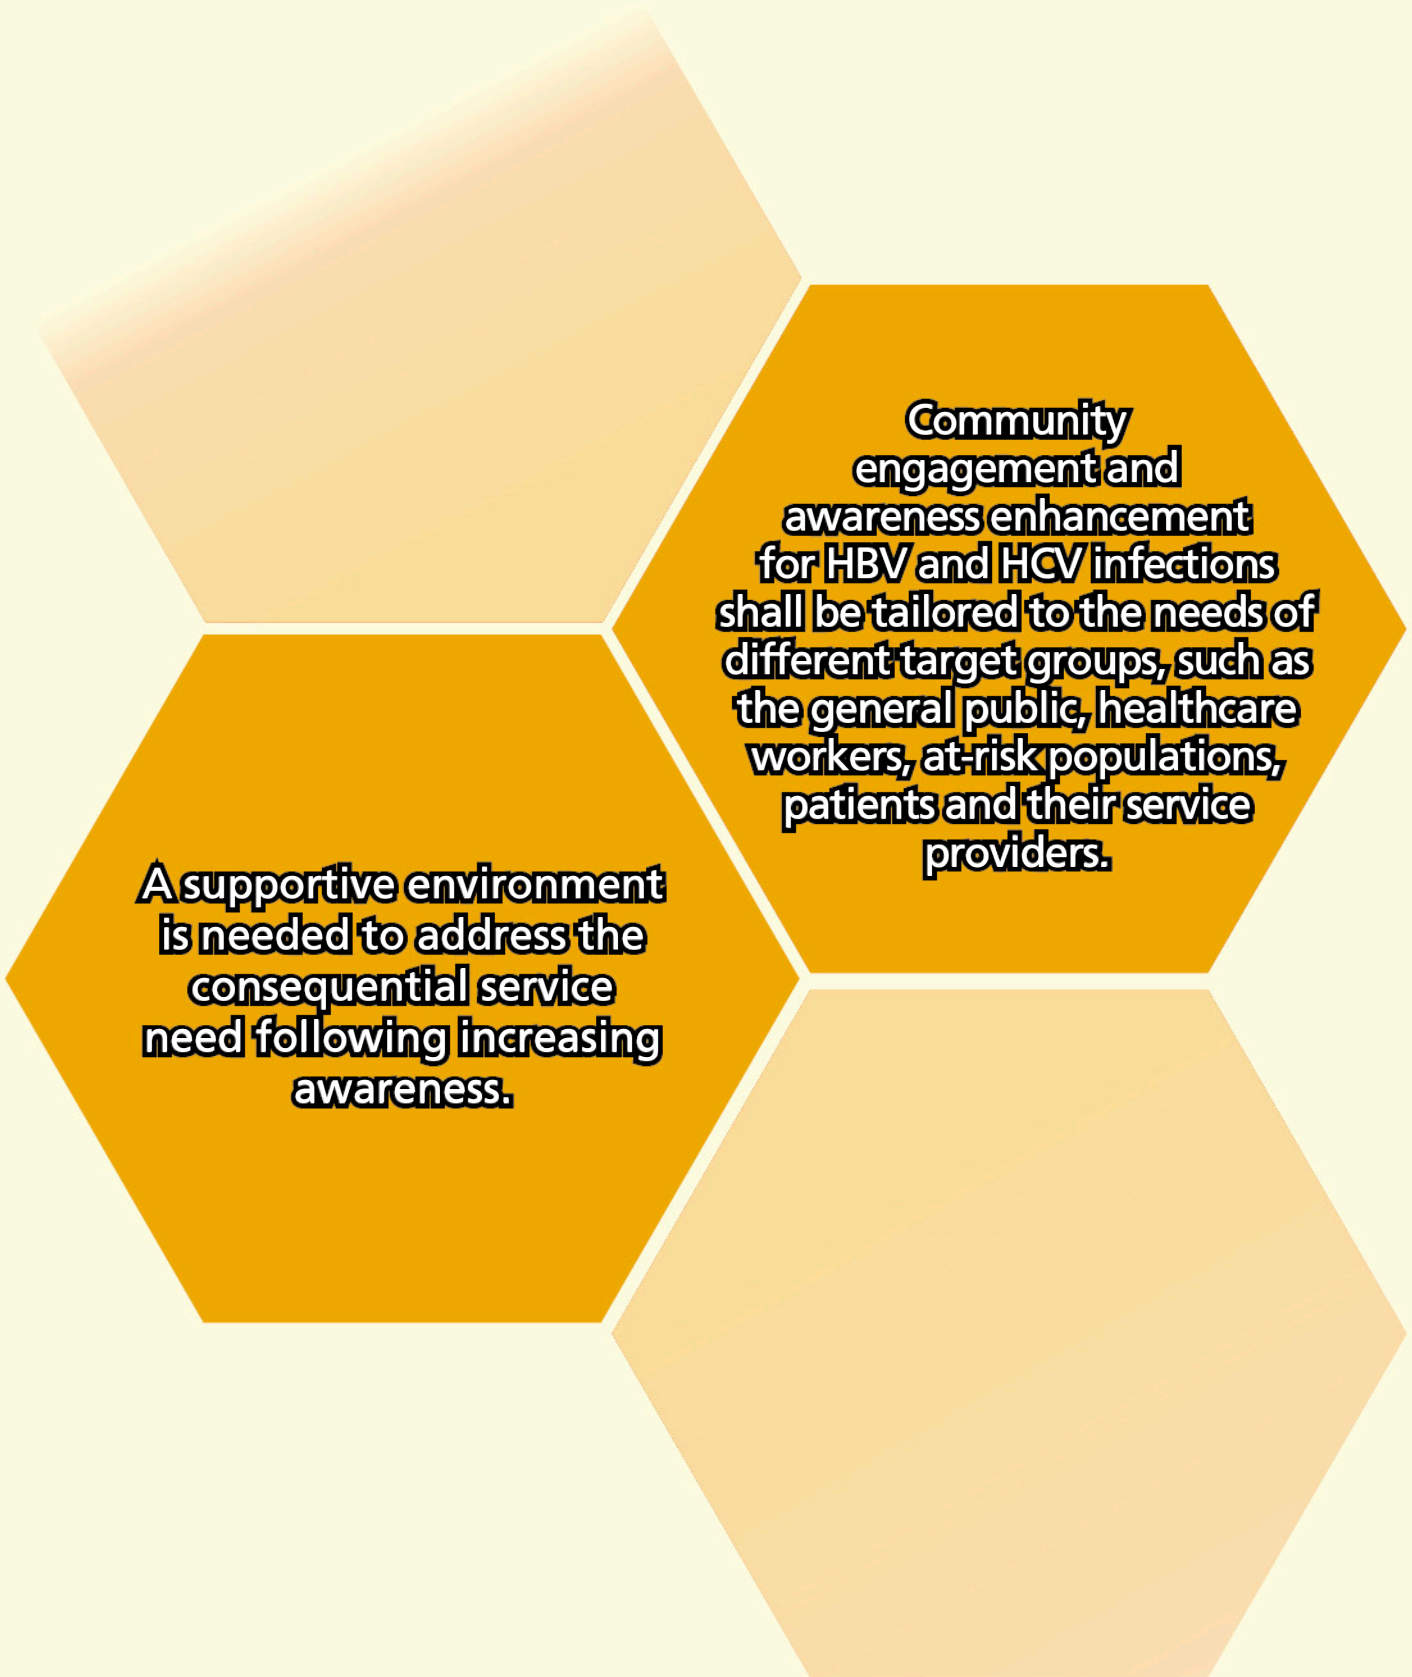 Community
engagement and
awareness enhancement
for HBV and HCV infections
shall be tailored to the needs of
different target groups, such as
the general public, healthcare
workers, at-risk populations,
patients and their service
providers.
A supportive environment
is needed to address the
consequential service
need following increasing
awareness.